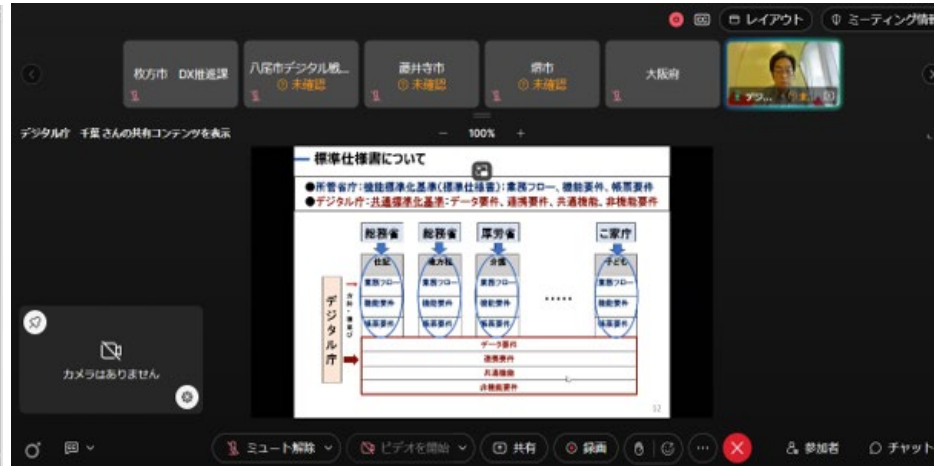 レイアウト
ミーティング情報
枚方市 DX推進課
八尾市デジタル戦...
未確認
藤井寺市
未確認
堺市
未確認
大阪府
デジ...
デジタル庁 千葉 さんの共有コンテンツを表示
100%
標準仕様書について
●所管省庁：機能標準化基準(標準仕様書)：業務フロー、機能要件、帳票要件
●デジタル庁：共通標準化基準：データ要件、連携要件、共通機能、非機能要件
総務省 総務省 厚労省 こ家庁
住記 地方税 介護 子ども
業務フロー 業務フロー 業務フロー 業務フロー
機能要件 機能要件 機能要件 ..... 機能要件
帳票要件 帳票要件 帳票要件 帳票要件
デジタル庁
データ要件
連携要件
共通機能
非機能要件
12
カメラはありません
ミュート解除
ビデオを開始
共有
録画
参加者
チャット